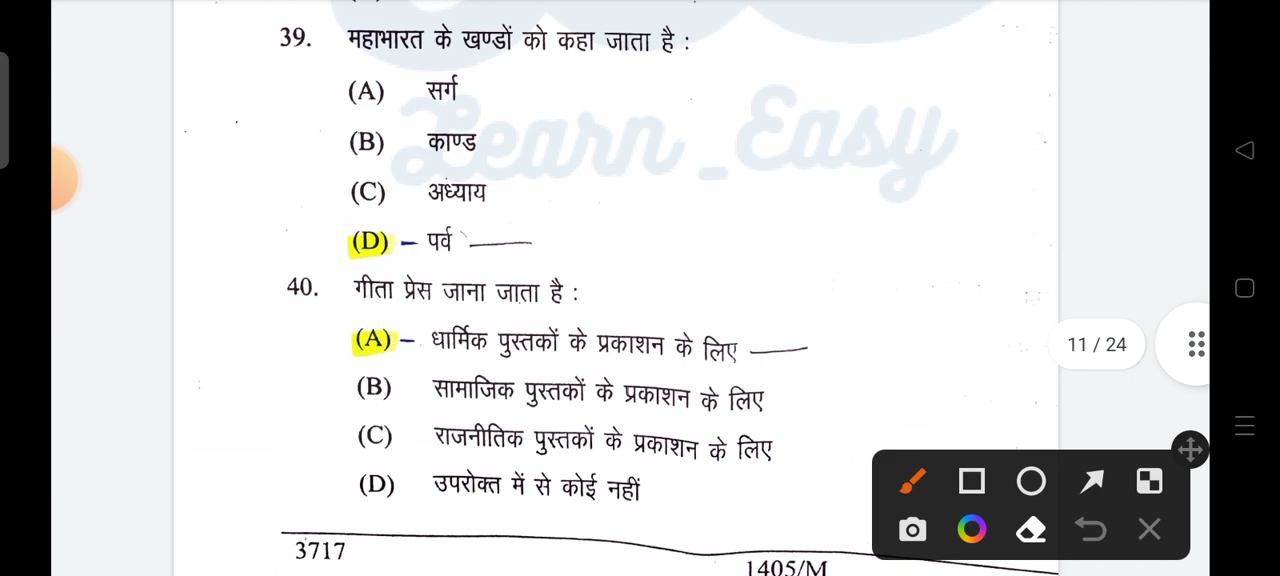 39. महाभारत के खण्डों को कहा जाता है :
(A) सर्ग
(B) काण्ड
(C) अध्याय
(D) – पर्व
40. गीता प्रेस जाना जाता है :
(A) – धार्मिक पुस्तकों के प्रकाशन के लिए
(B) सामाजिक पुस्तकों के प्रकाशन के लिए
(C) राजनीतिक पुस्तकों के प्रकाशन के लिए
(D) उपरोक्त में से कोई नहीं
3717
1405/M
Learn_Easy
11 / 24